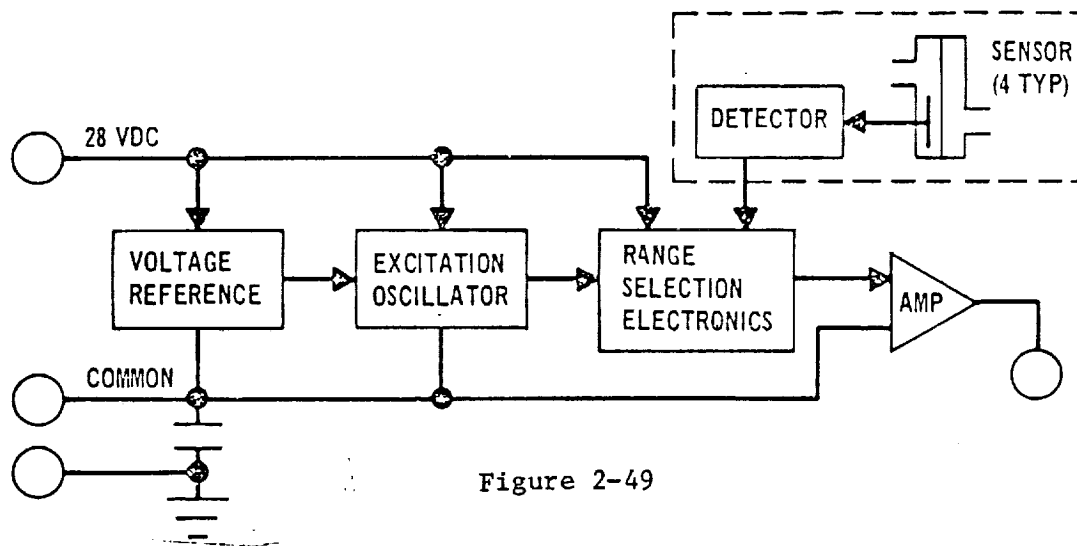 SENSOR
(4 TYP)
DETECTOR
28 VDC
VOLTAGE
REFERENCE
EXCITATION
OSCILLATOR
RANGE
SELECTION
ELECTRONICS
AMP
COMMON
Figure 2-49